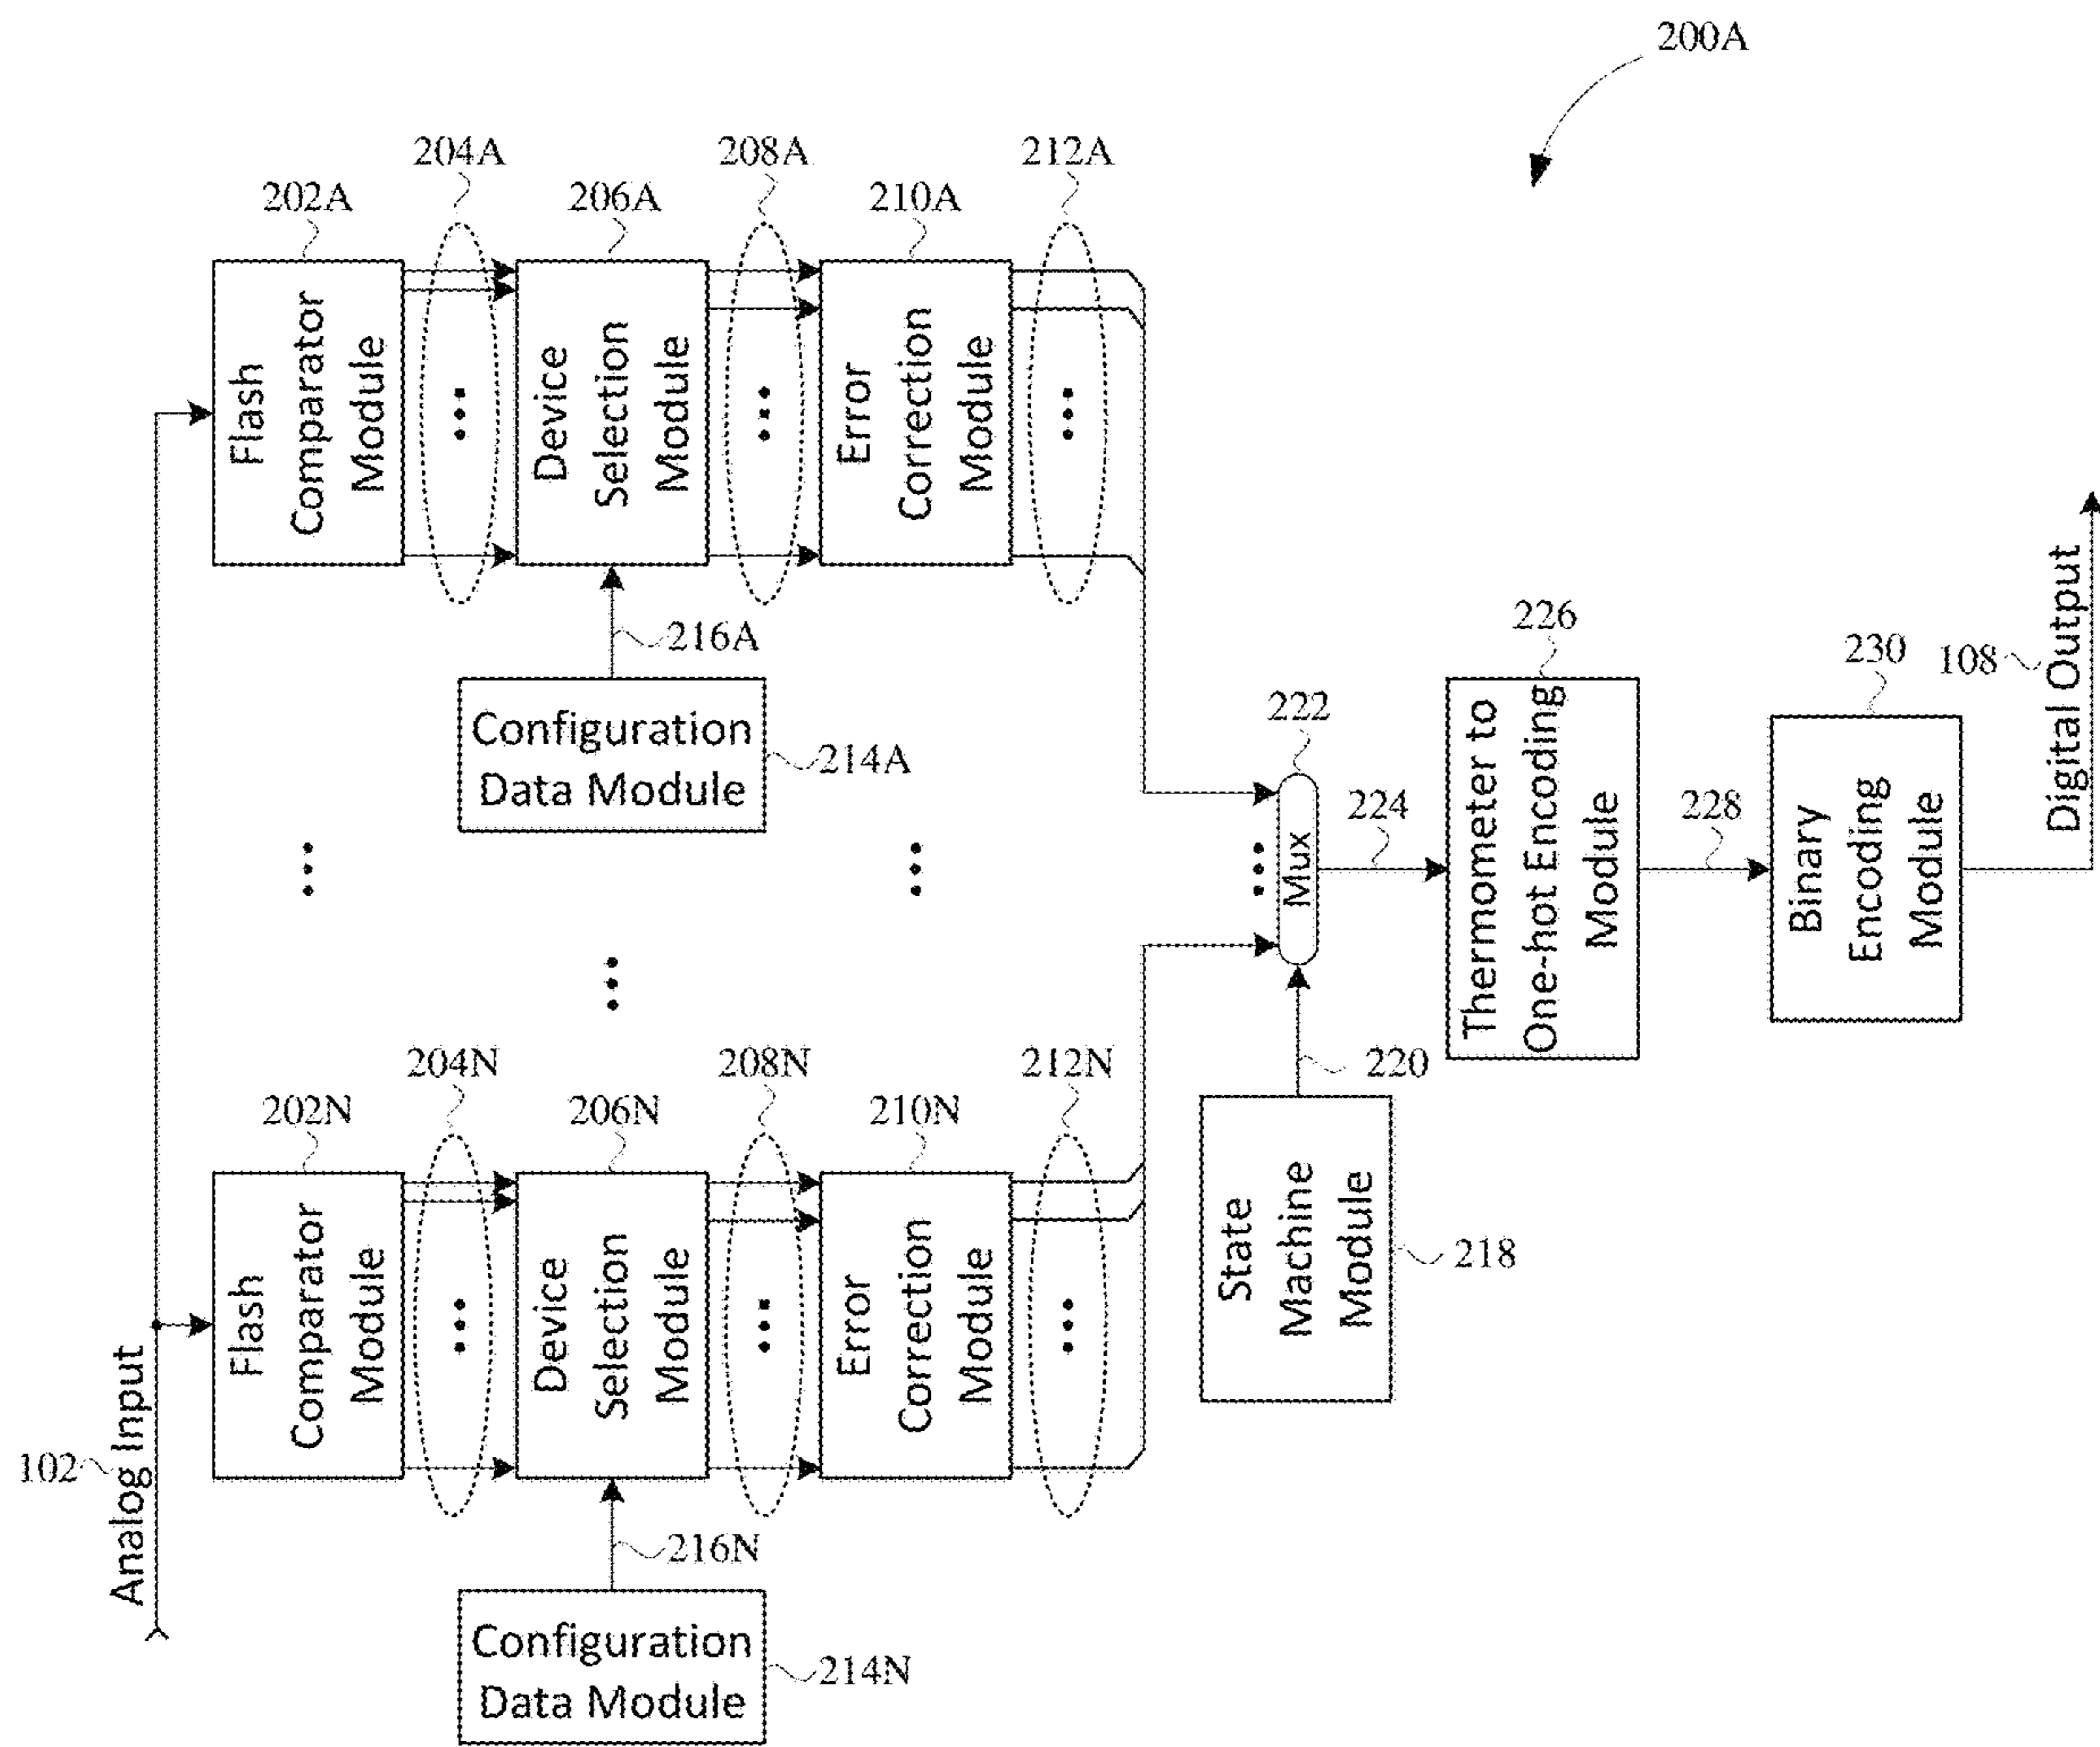 200A
204A
208A
212A
202A
206A
210A
Flash
Comparator
Module
Device
Selection
Module
Error
Correction
Module
216A
Configuration
Data Module
214A
222
Mux
224
226
Thermometer to
One-hot Encoding
Module
228
230
Binary
Encoding
Module
108
Digital Output
204N
208N
212N
202N
206N
210N
Flash
Comparator
Module
Device
Selection
Module
Error
Correction
Module
220
State
Machine
Module
218
102
Analog Input
216N
Configuration
Data Module
214N